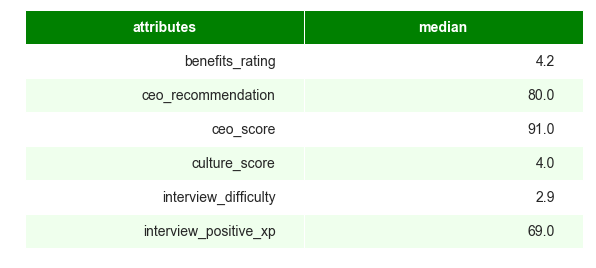 attributes median
benefits_rating 4.2
ceo_recommendation 80.0
ceo_score 91.0
culture_score 4.0
interview_difficulty 2.9
interview_positive_xp 69.0